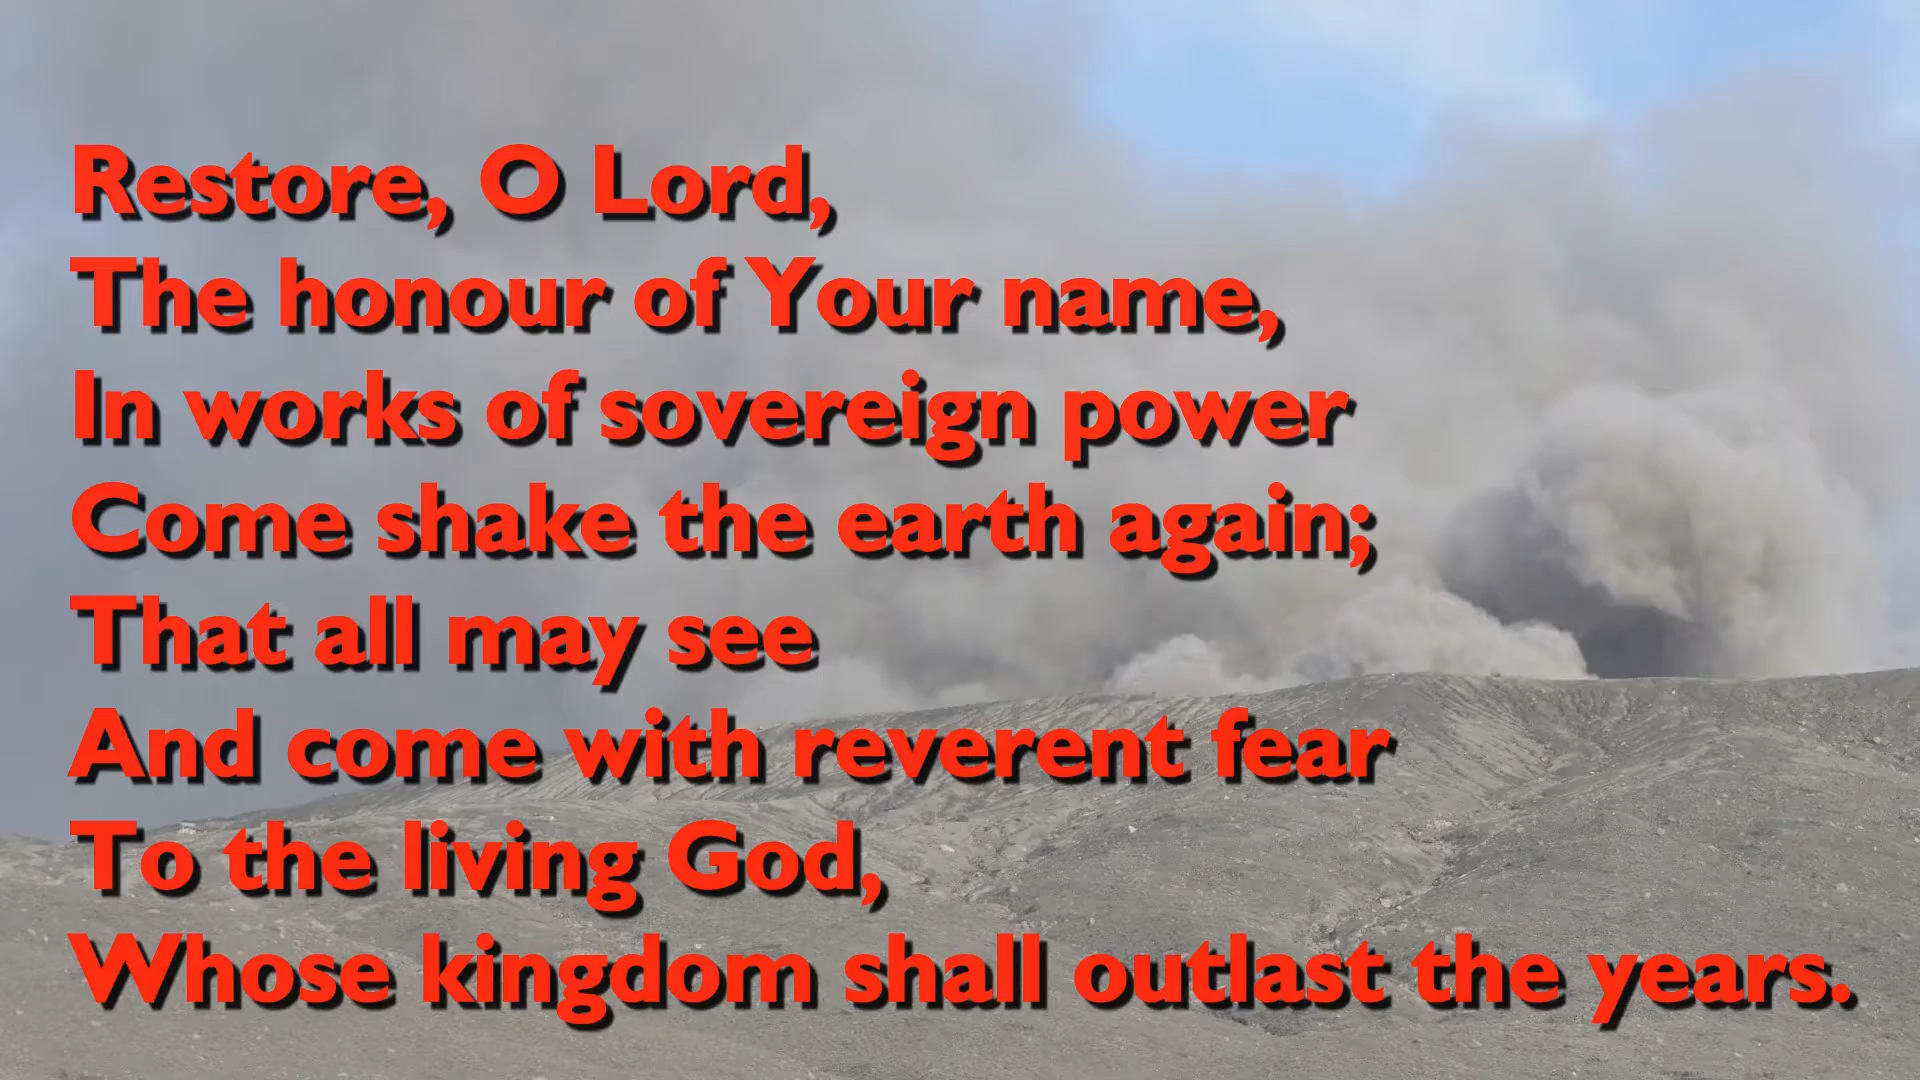 Restore, O Lord,
The honour of Your name,
In works of sovereign power
Come shake the earth again;
That all may see
And come with reverent fear
To the living God,
Whose kingdom shall outlast the years.